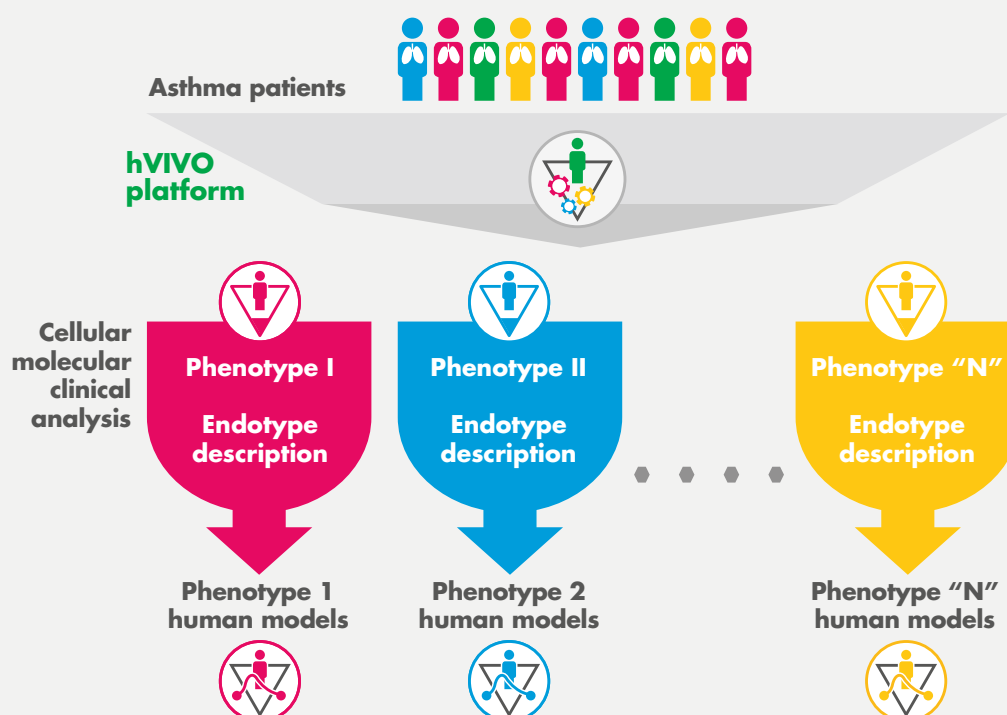 Asthma patients
hVIVO
platform
Cellular
molecular
clinical
analysis
Phenotype I
Endotype
description
Phenotype II
Endotype
description
Phenotype “N”
Endotype
description
Phenotype 1
human models
Phenotype 2
human models
Phenotype “N”
human models